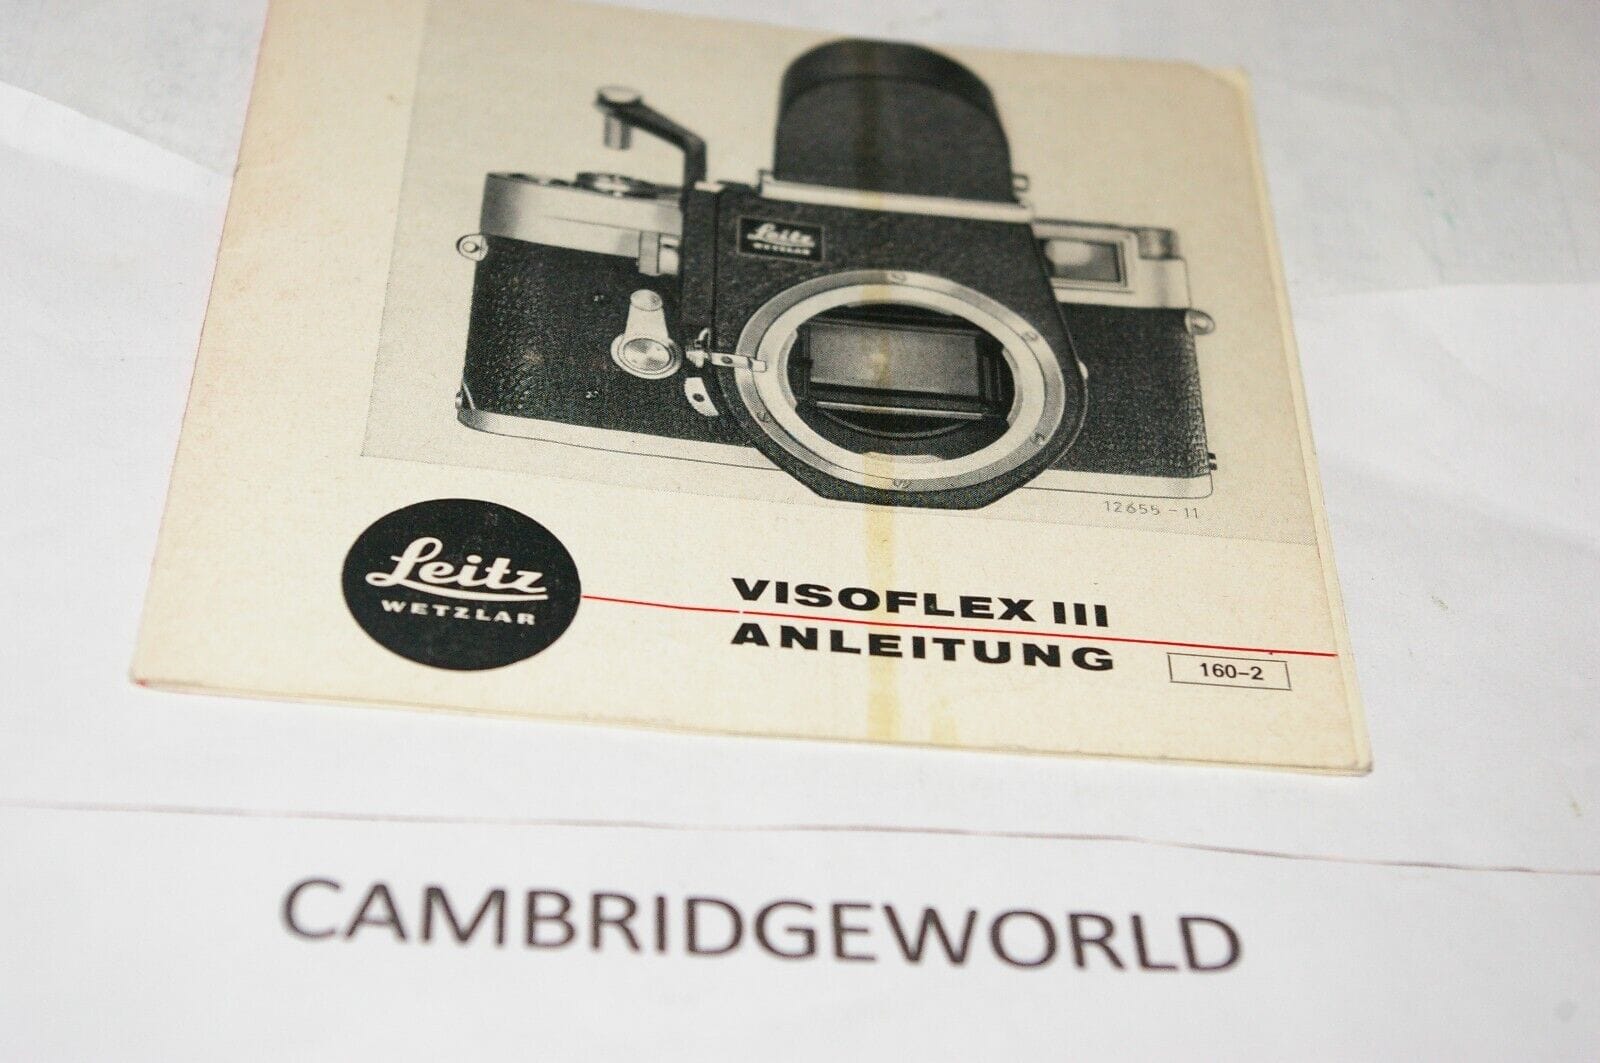 Leitz
WETZLAR
12655-11
Leitz
WETZLAR
VISOFLEX III
ANLEITUNG
160-2
CAMBRIDGEWORLD